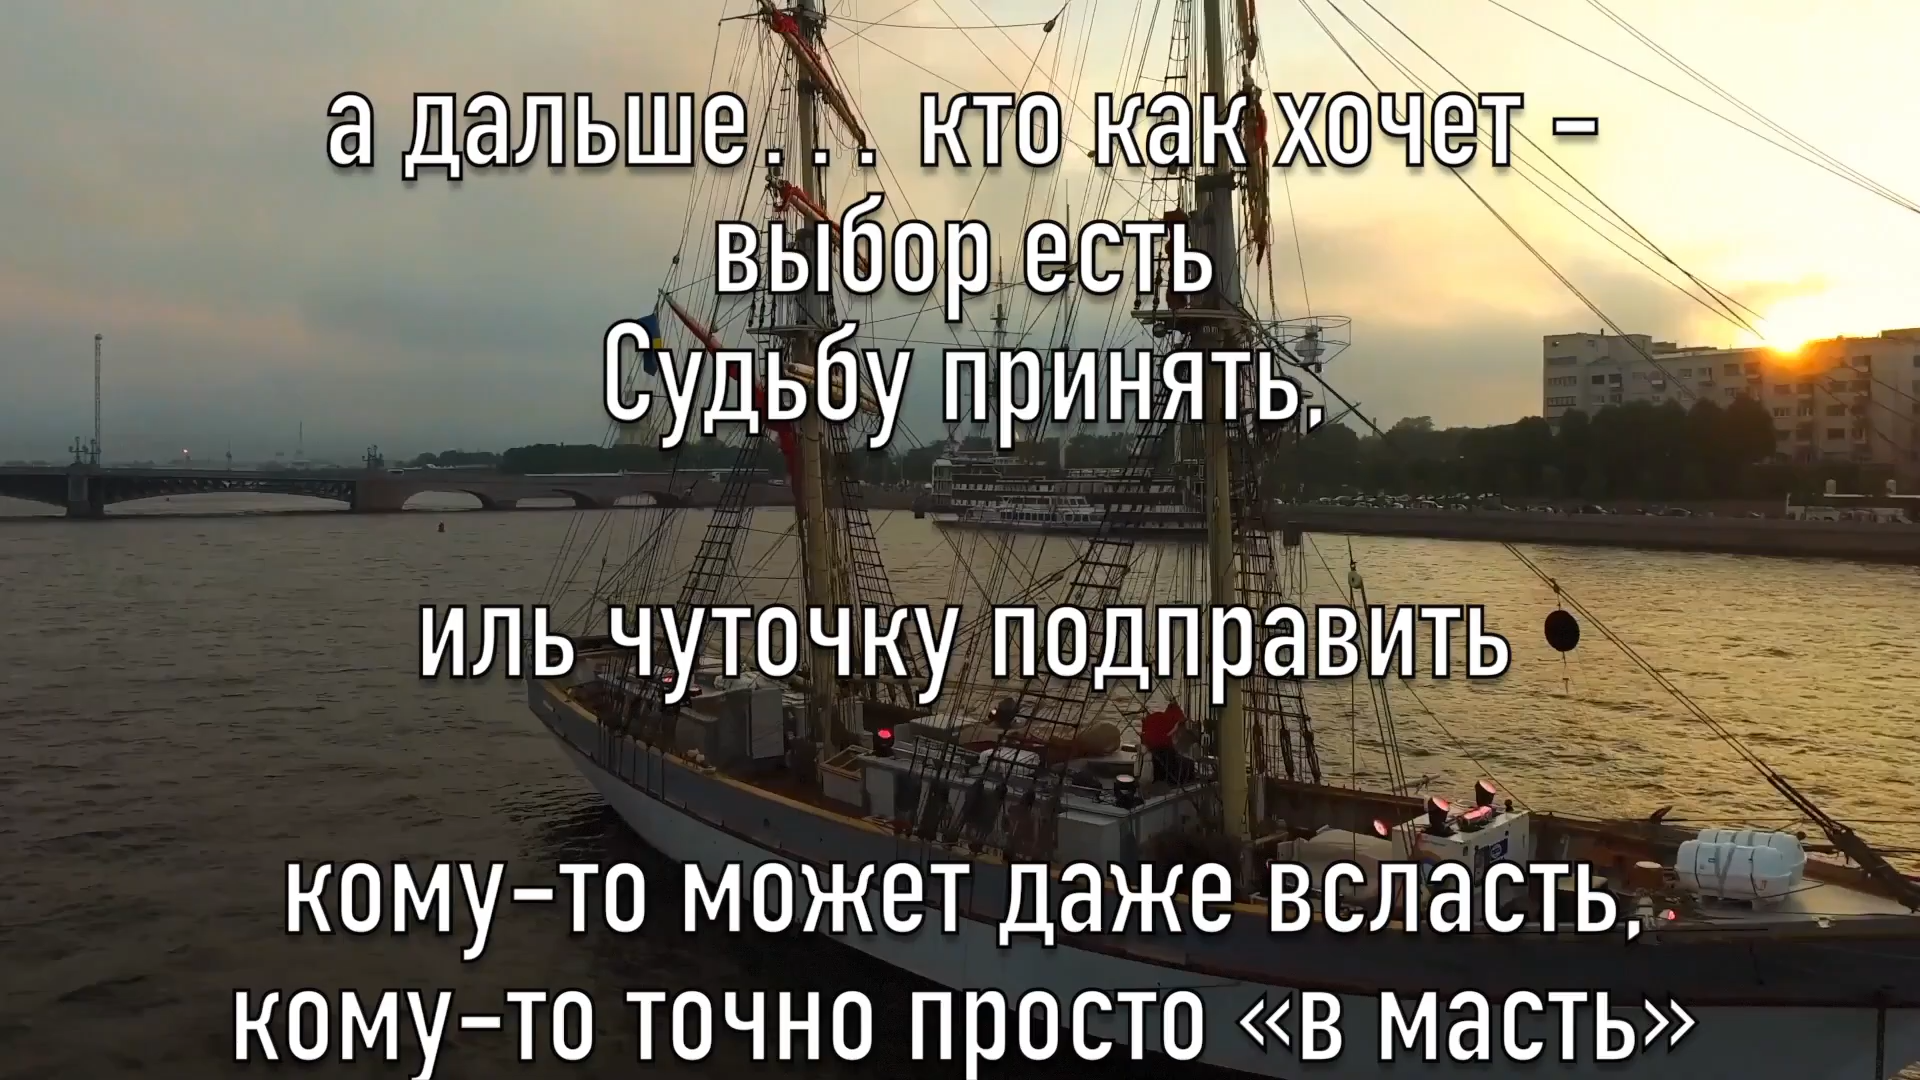 а дальше... кто как хочет –
выбор есть
Судьбу принять,
иль чуточку подправить
кому-то может даже всласть,
кому-то точно просто «в масть»